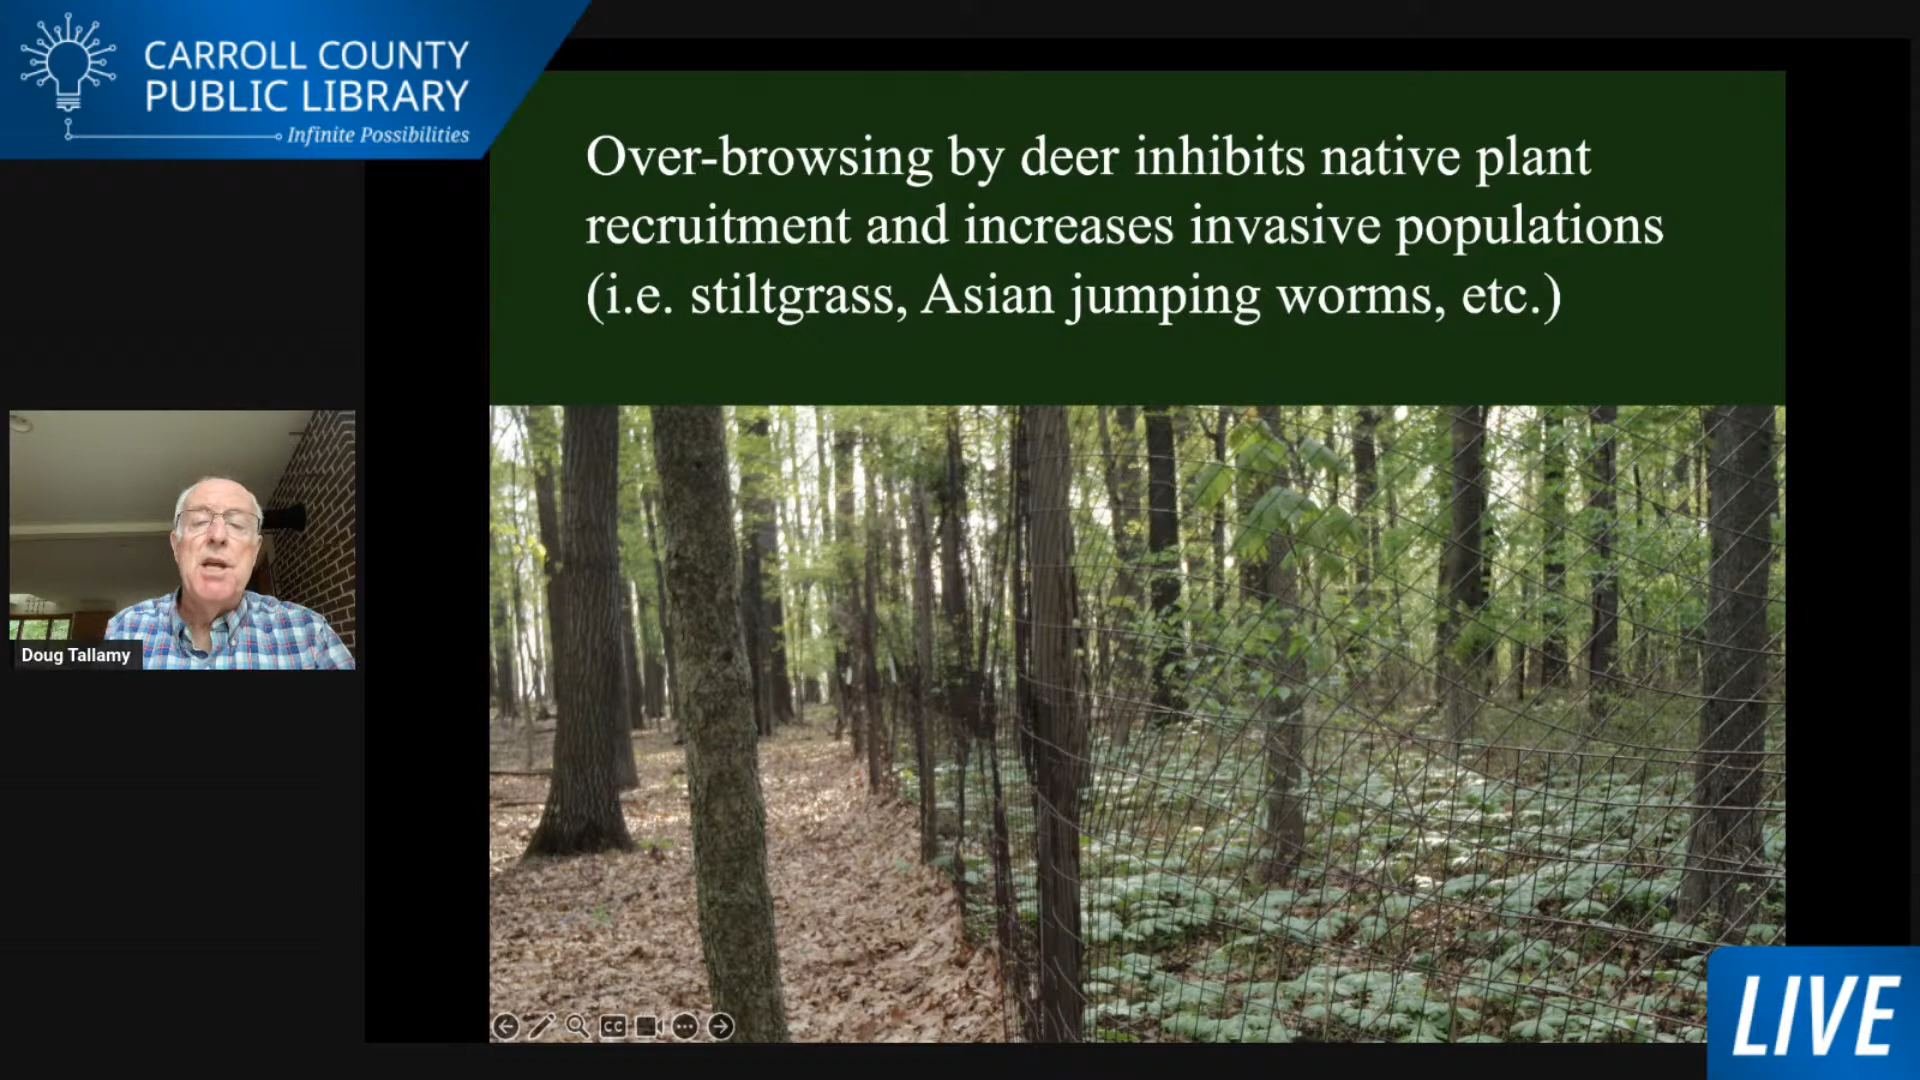 CARROLL COUNTY
PUBLIC LIBRARY
Infinite Possibilities
Over-browsing by deer inhibits native plant
recruitment and increases invasive populations
(i.e. stiltgrass, Asian jumping worms, etc.)
Doug Tallamy
CC
LIVE